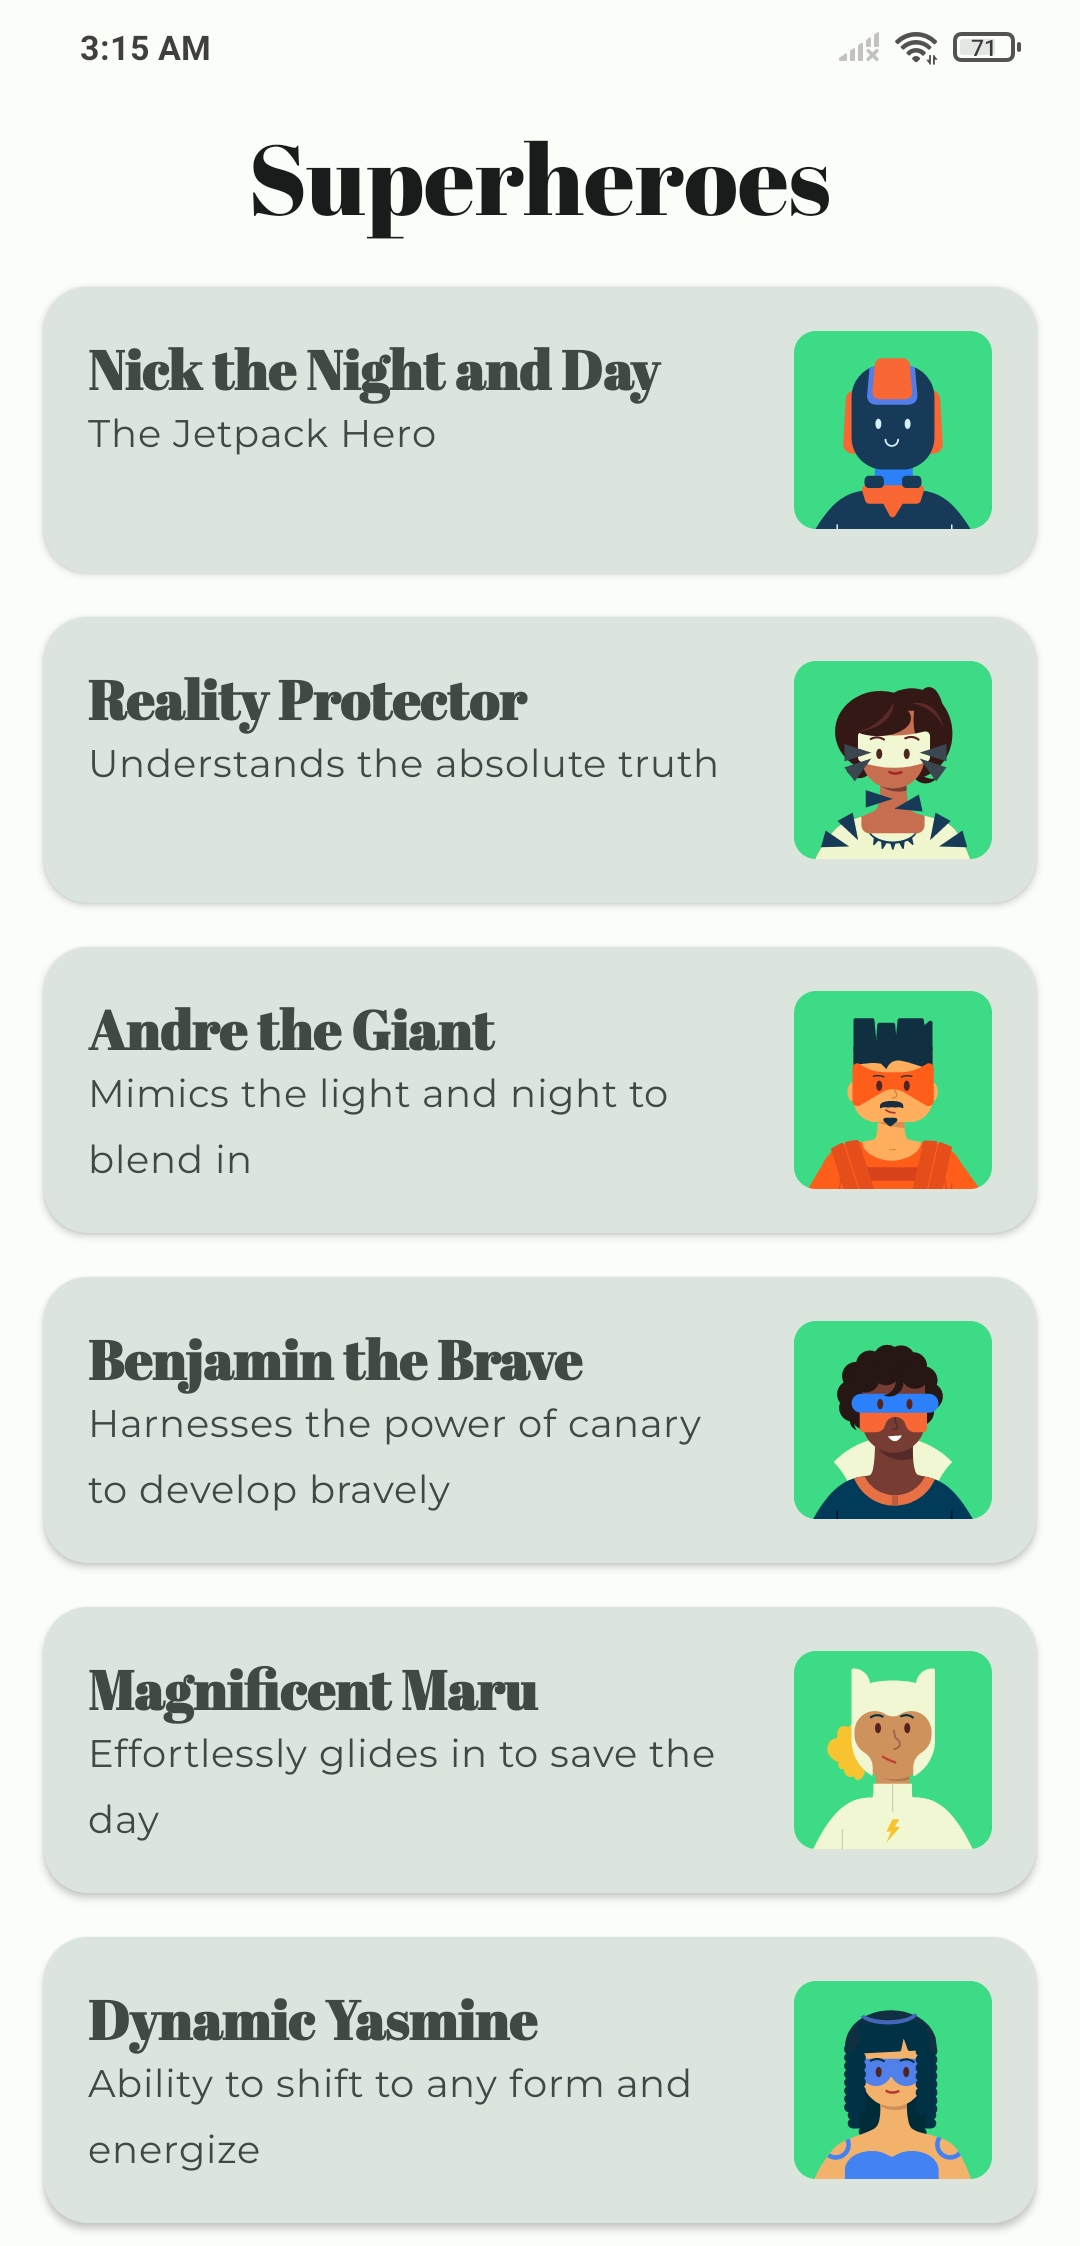 3:15 AM
71
Superheroes
Nick the Night and Day
The Jetpack Hero
Reality Protector
Understands the absolute truth
Andre the Giant
Mimics the light and night to
blend in
Benjamin the Brave
Harnesses the power of canary
to develop bravely
Magnificent Maru
Effortlessly glides in to save the
day
Dynamic Yasmine
Ability to shift to any form and
energize